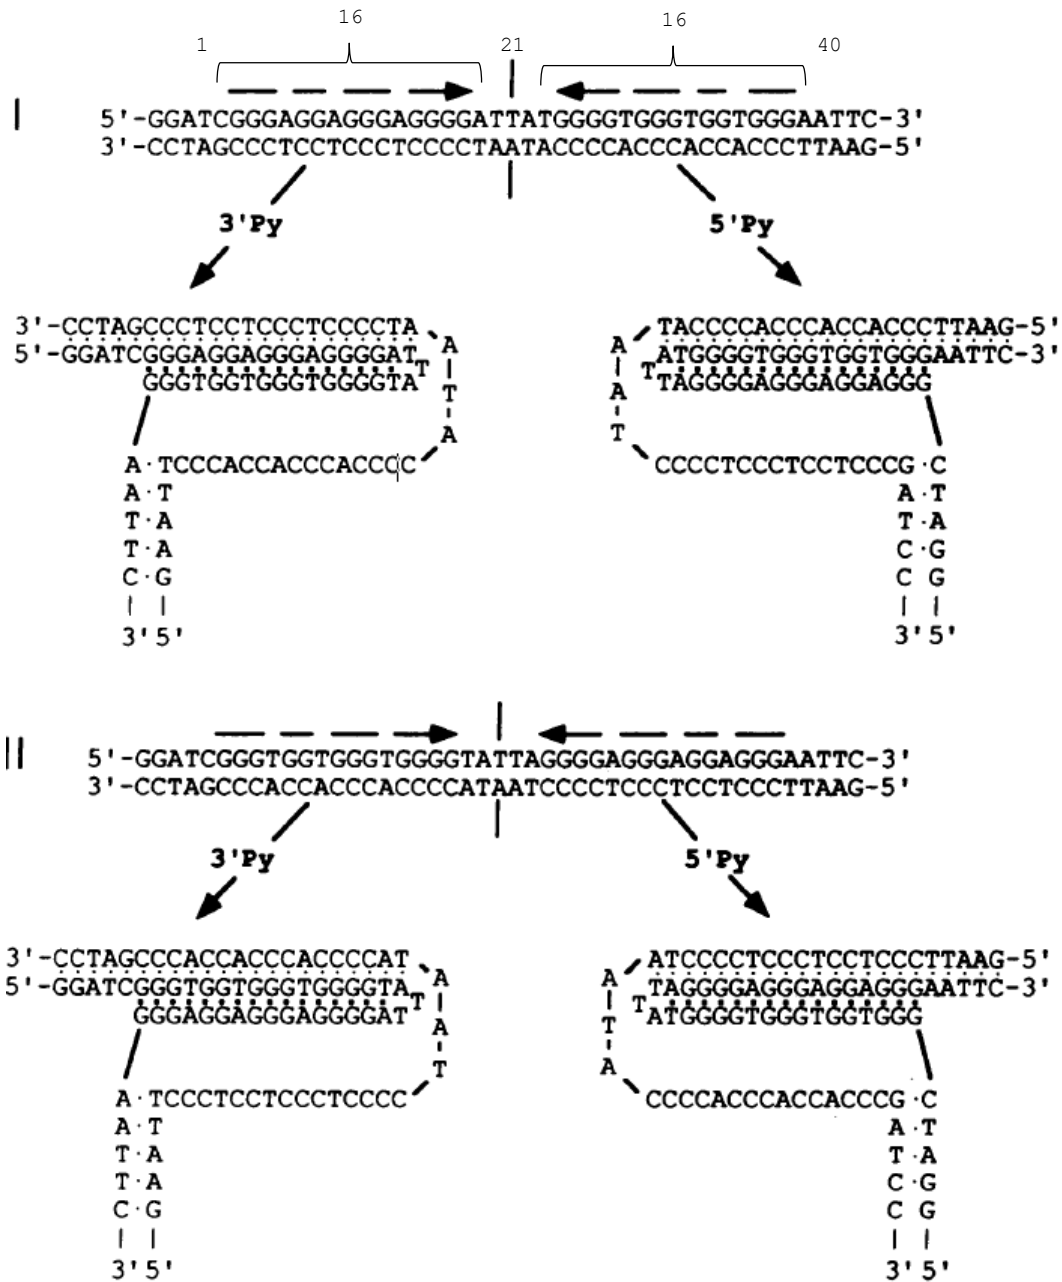 16 16
1 21 40
I 5'-GGATCGGGAGGAGGGAGGGGATTATGGGGTGGGTGGTGGGAATTC-3'
3'-CCTAGCCCTCCTCCCTCCCCTAATACCCCACCCACCACCCTTAAG-5'
3'Py 5'Py
3'-CCTAGCCCTCCTCCCTCCCCTA A A TACCCCACCCACCACCCTTAAG-5'
5'-GGATCGGGAGGAGGGAGGGGAT T T ATGGGGTGGGTGGTGGGAATTC-3'
GGGTGGTGGGTGGGGTA T A TAGGGGAGGGAGGAGGG
A T
A·TCCCACCACCCACCCC CCCCTCCCTCCTCCCG·C
A·T A·T
T·A T·A
T·A C·G
C·G C·G
| | | |
3'5' 3'5'
II 5'-GGATCGGGTGGTGGGTGGGGTATTAGGGGAGGGAGGAGGGAATTC-3'
3'-CCTAGCCCACCACCCACCCCATAATCCCCTCCCTCCTCCCTTAAG-5'
3'Py 5'Py
3'-CCTAGCCCACCACCCACCCCAT A A ATCCCCTCCCTCCTCCCTTAAG-5'
5'-GGATCGGGTGGTGGGTGGGGTA T T TAGGGGAGGGAGGAGGGAATTC-3'
GGGAGGAGGGAGGGGAT A T ATGGGGTGGGTGGTGGG
T A
A·TCCCTCCTCCCTCCCC CCCCACCCACCACCCG·C
A·T A·T
T·A T·A
T·A C·G
C·G C·G
| | | |
3'5' 3'5'